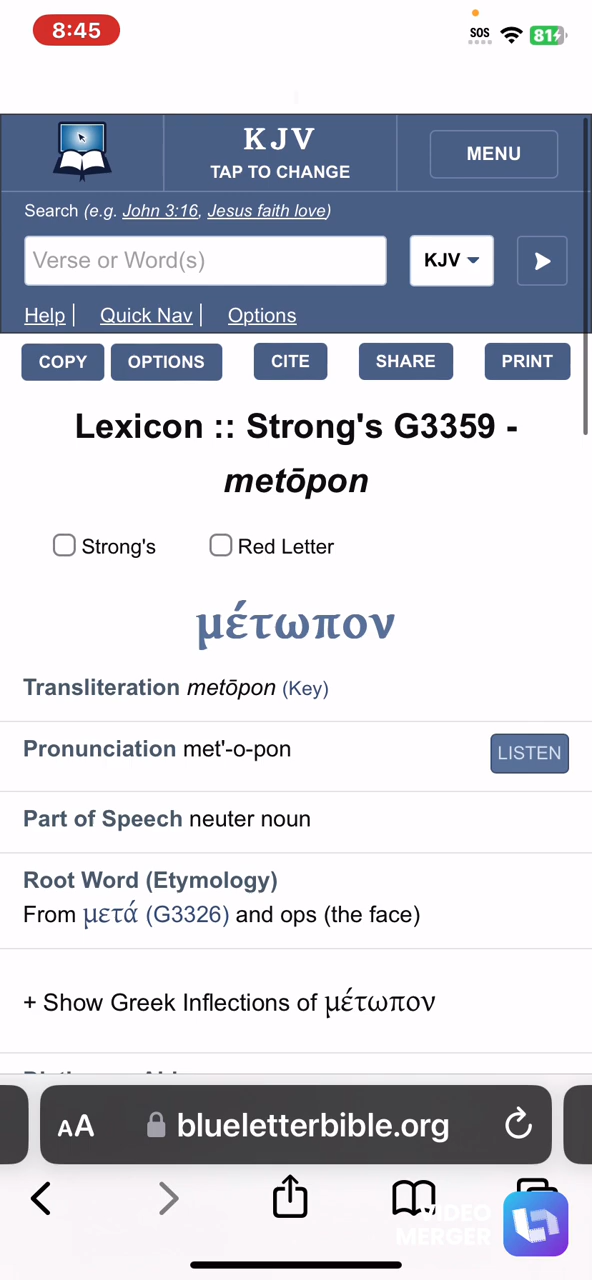 8:45
SOS
81
KJV
TAP TO CHANGE
MENU
Search (e.g. John 3:16, Jesus faith love)
Verse or Word(s)
KJV
Help| Quick Nav| Options
COPY OPTIONS CITE SHARE PRINT
Lexicon :: Strong's G3359 -
metōpon
Strong's Red Letter
μέτωπον
Transliteration metōpon (Key)
Pronunciation met'-o-pon
LISTEN
Part of Speech neuter noun
Root Word (Etymology)
From μετά (G3326) and ops (the face)
+ Show Greek Inflections of μέτωπον
AA blueletterbible.org
VIDEO
MERGER